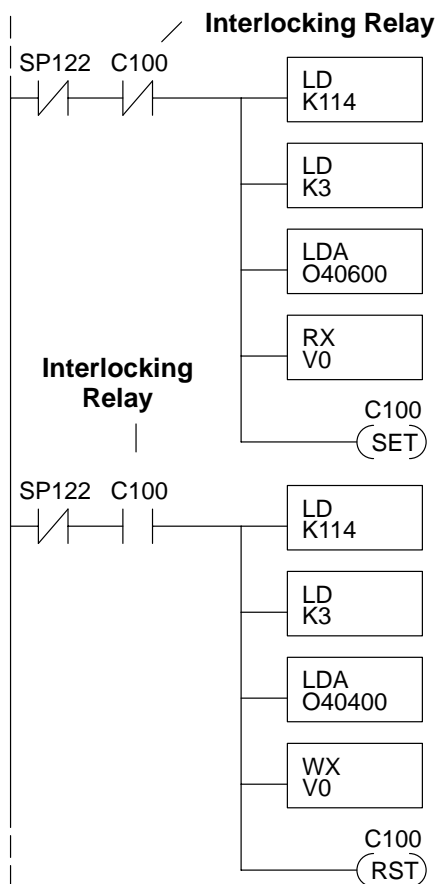 Interlocking Relay
SP122 C100
LD
K114
LD
K3
LDA
O40600
RX
V0
C100
SET
Interlocking
Relay
SP122 C100
LD
K114
LD
K3
LDA
O40400
WX
V0
C100
RST